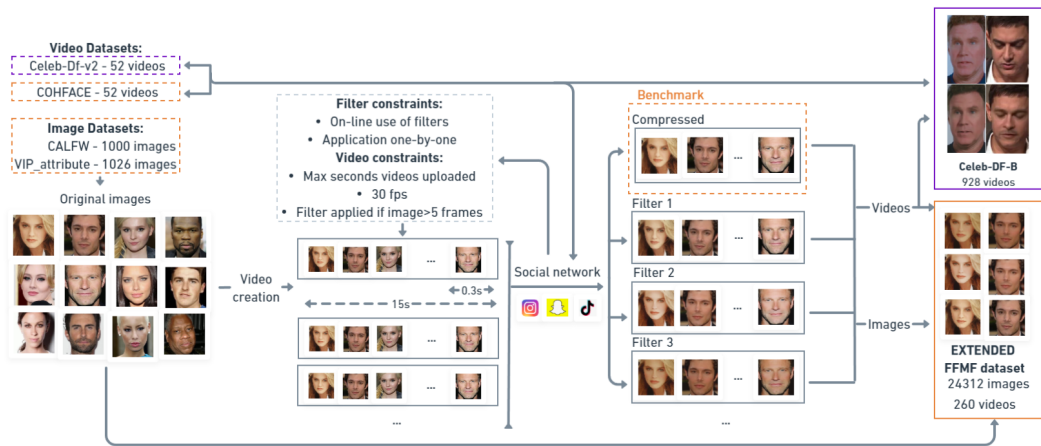 Video Datasets:
Celeb-Df-v2 - 52 videos
COHFACE - 52 videos
Image Datasets:
CALFW - 1000 images
VIP_attribute - 1026 images
Original images
Video
creation
Filter constraints:
• On-line use of filters
• Application one-by-one
Video constraints:
• Max seconds videos uploaded
• 30 fps
• Filter applied if image>5 frames
...
0.3s
15s
...
...
...
Social network
Benchmark
Compressed
...
Filter 1
...
Filter 2
...
Filter 3
...
...
Videos
Images
Celeb-DF-B
928 videos
EXTENDED
FFMF dataset
24312 images
260 videos